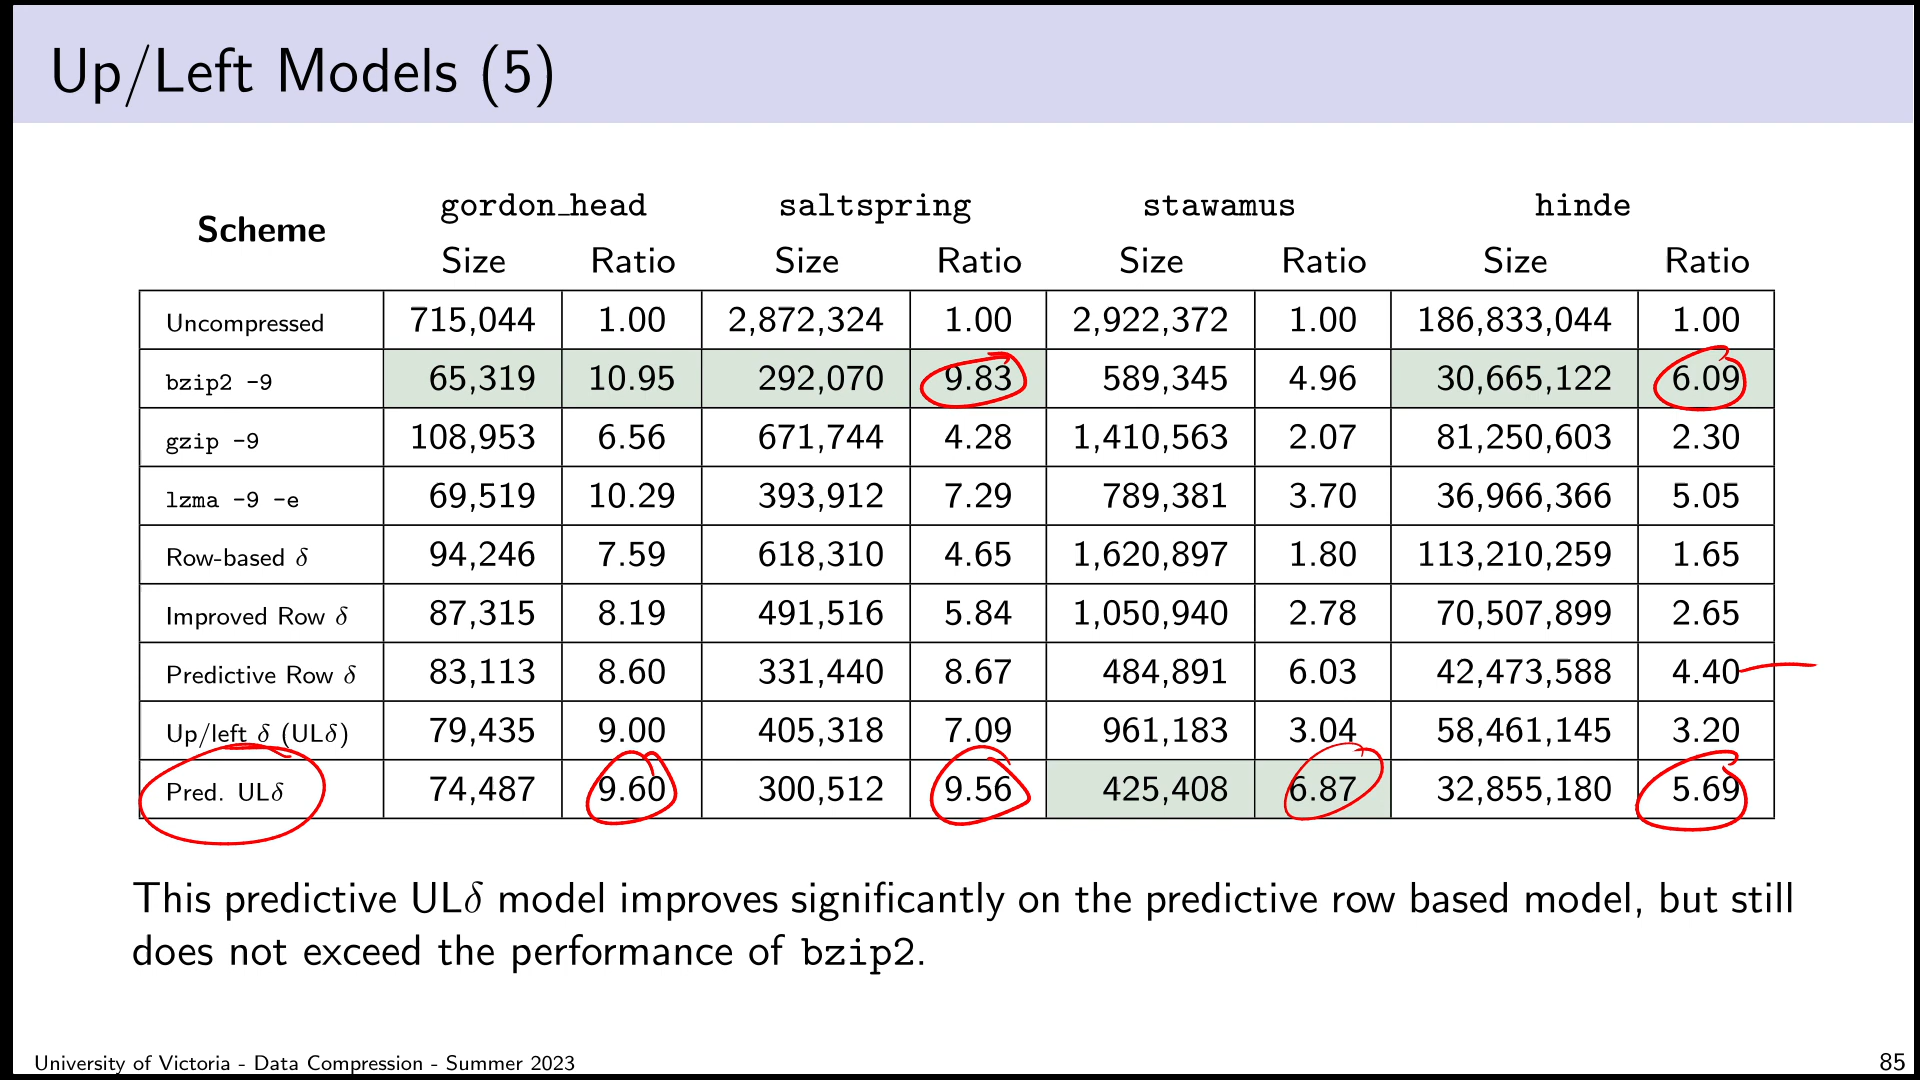 Up/Left Models (5)
Scheme gordon_head saltspring stawamus hinde
Size Ratio Size Ratio Size Ratio Size Ratio
Uncompressed 715,044 1.00 2,872,324 1.00 2,922,372 1.00 186,833,044 1.00
bzip2 -9 65,319 10.95 292,070 9.83 589,345 4.96 30,665,122 6.09
gzip -9 108,953 6.56 671,744 4.28 1,410,563 2.07 81,250,603 2.30
lzma -9 -e 69,519 10.29 393,912 7.29 789,381 3.70 36,966,366 5.05
Row-based δ 94,246 7.59 618,310 4.65 1,620,897 1.80 113,210,259 1.65
Improved Row δ 87,315 8.19 491,516 5.84 1,050,940 2.78 70,507,899 2.65
Predictive Row δ 83,113 8.60 331,440 8.67 484,891 6.03 42,473,588 4.40
Up/left δ (ULδ) 79,435 9.00 405,318 7.09 961,183 3.04 58,461,145 3.20
Pred. ULδ 74,487 9.60 300,512 9.56 425,408 6.87 32,855,180 5.69
This predictive ULδ model improves significantly on the predictive row based model, but still
does not exceed the performance of bzip2.
University of Victoria - Data Compression - Summer 2023 85